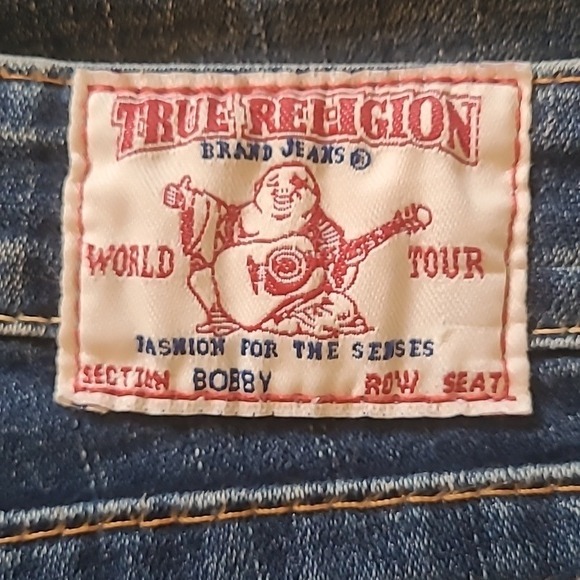 TRUE RELIGION
BRAND JEANS ®
WORLD TOUR
FASHION FOR THE SENSES
SECTION BOBBY ROW SEAT